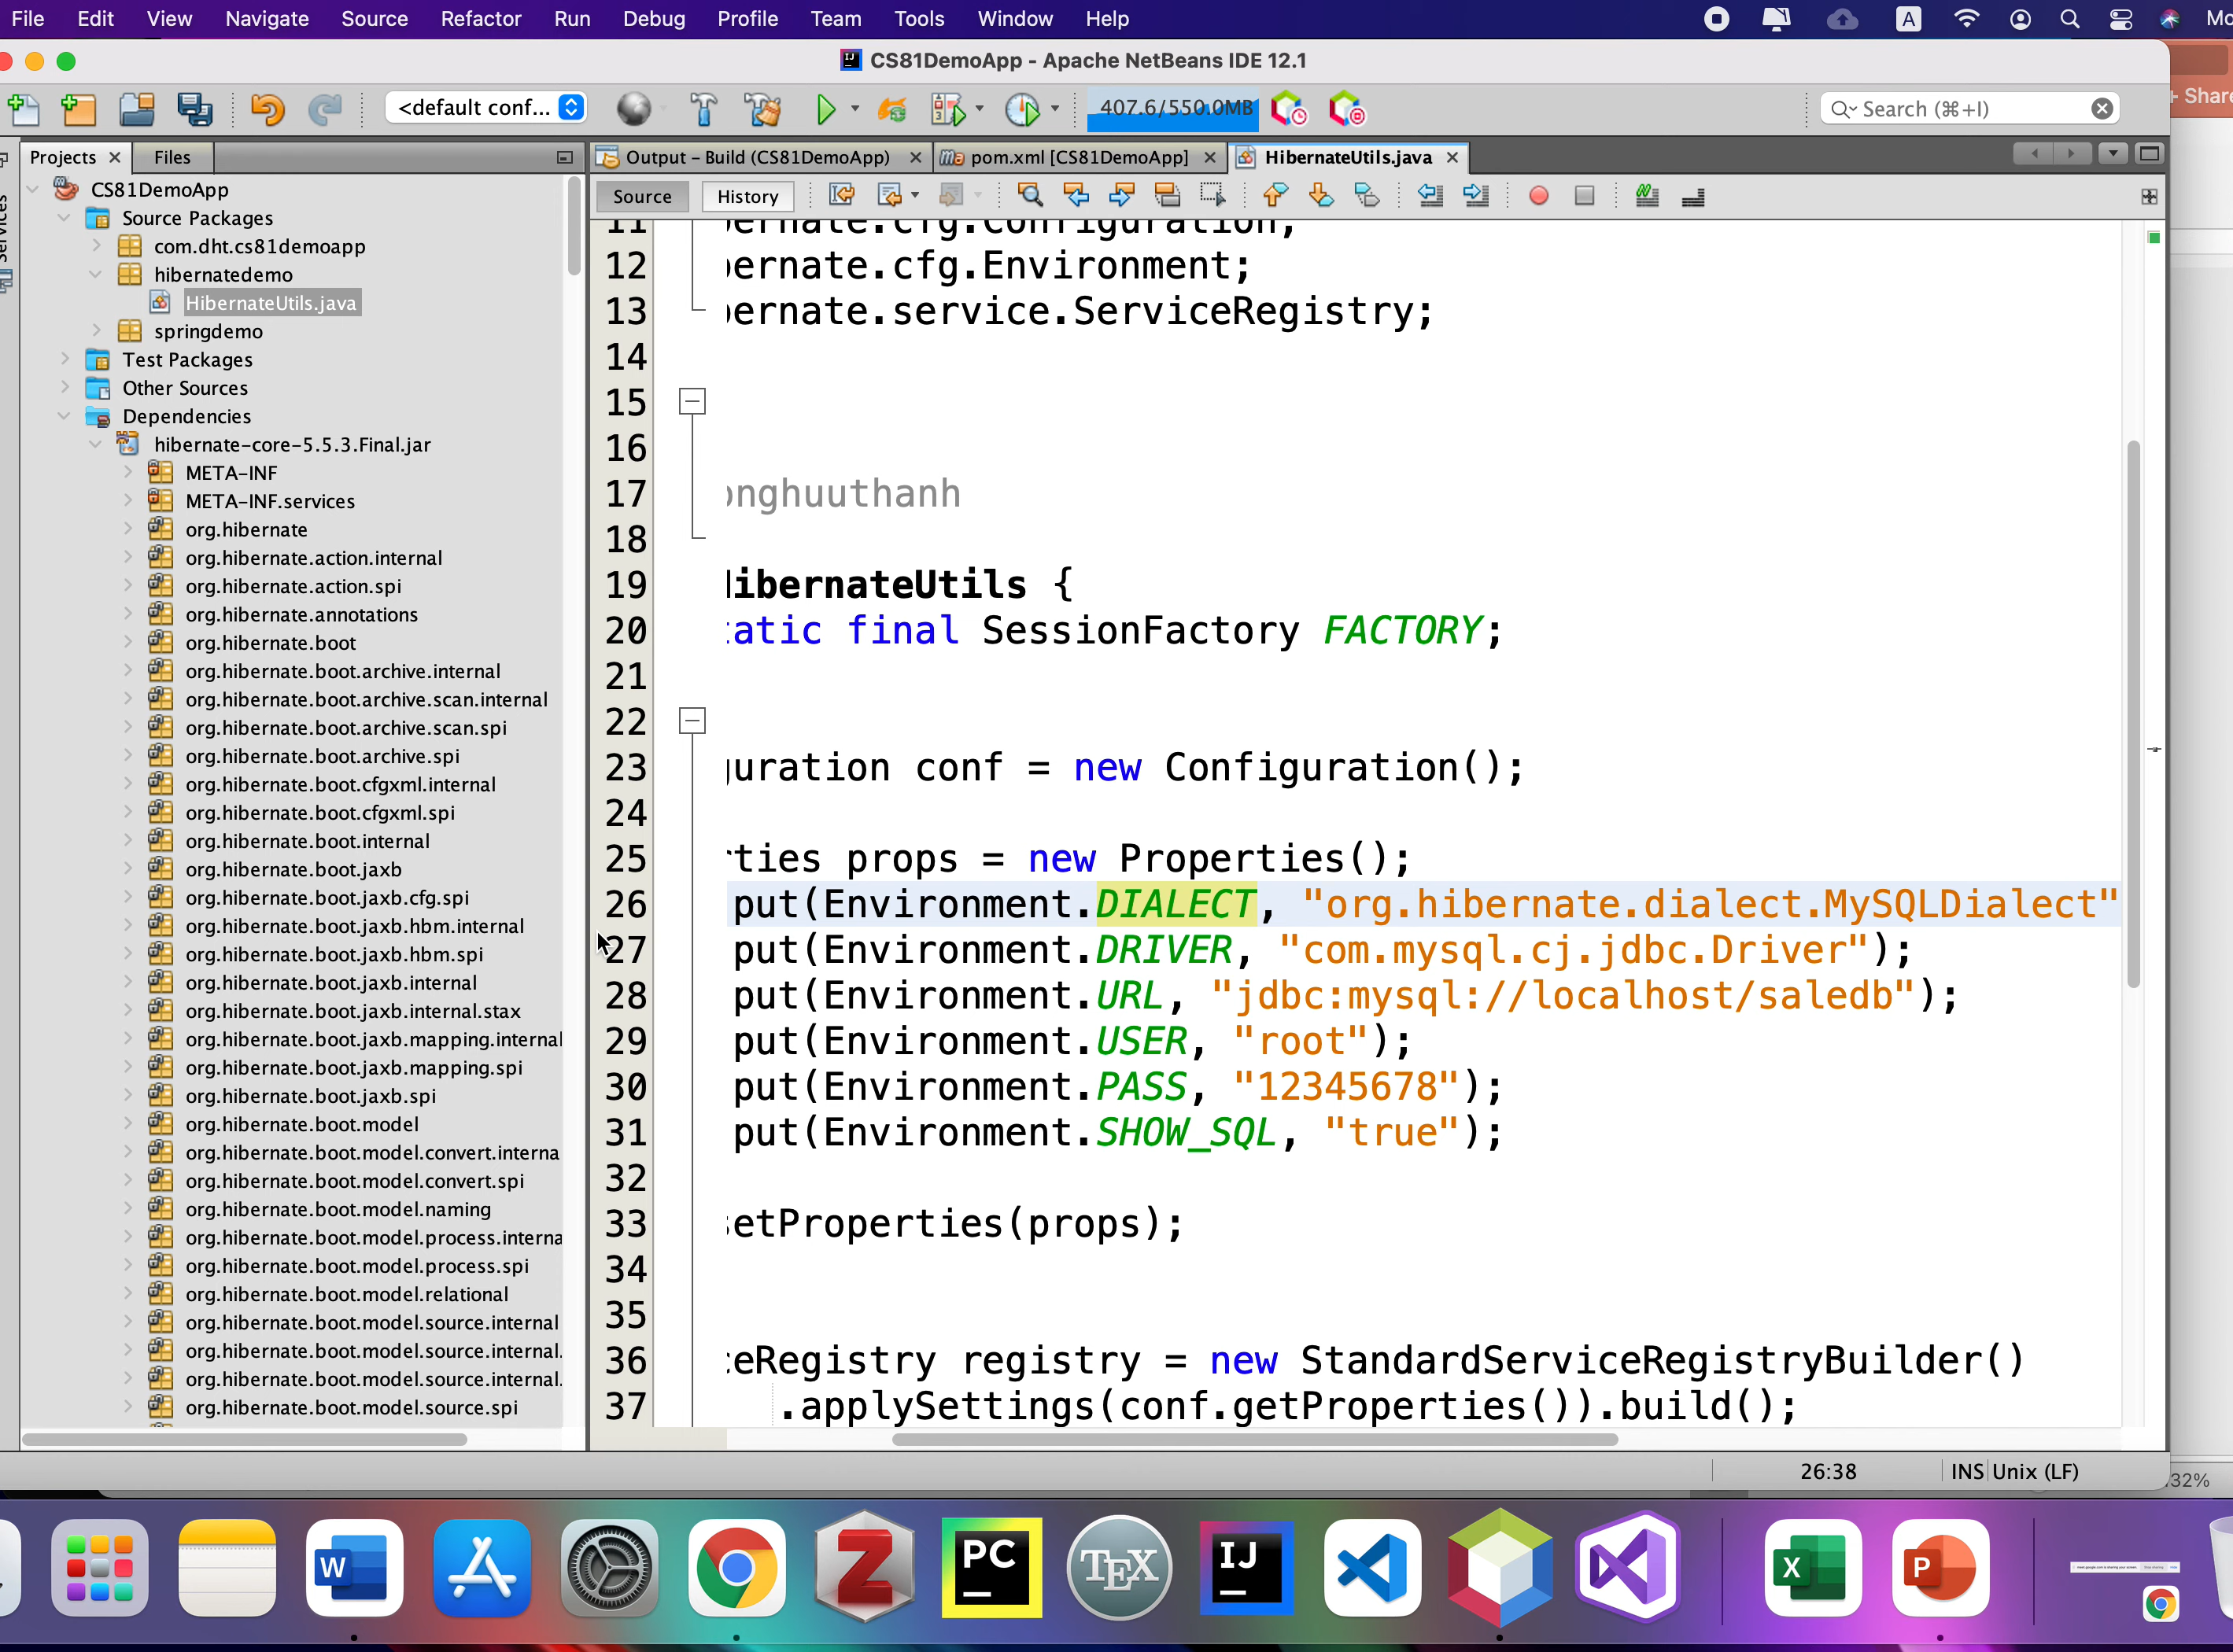 File Edit View Navigate Source Refactor Run Debug Profile Team Tools Window Help
CS81DemoApp - Apache NetBeans IDE 12.1
<default conf...
407.6/550.0MB
Search (⌘+I)
Share
Projects
Files
Output - Build (CS81DemoApp)
pom.xml [CS81DemoApp]
HibernateUtils.java
Source
History
Services
CS81DemoApp
Source Packages
com.dht.cs81demoapp
hibernatedemo
HibernateUtils.java
springdemo
Test Packages
Other Sources
Dependencies
hibernate-core-5.5.3.Final.jar
META-INF
META-INF.services
org.hibernate
org.hibernate.action.internal
org.hibernate.action.spi
org.hibernate.annotations
org.hibernate.boot
org.hibernate.boot.archive.internal
org.hibernate.boot.archive.scan.internal
org.hibernate.boot.archive.scan.spi
org.hibernate.boot.archive.spi
org.hibernate.boot.cfgxml.internal
org.hibernate.boot.cfgxml.spi
org.hibernate.boot.internal
org.hibernate.boot.jaxb
org.hibernate.boot.jaxb.cfg.spi
org.hibernate.boot.jaxb.hbm.internal
org.hibernate.boot.jaxb.hbm.spi
org.hibernate.boot.jaxb.internal
org.hibernate.boot.jaxb.internal.stax
org.hibernate.boot.jaxb.mapping.internal
org.hibernate.boot.jaxb.mapping.spi
org.hibernate.boot.jaxb.spi
org.hibernate.boot.model
org.hibernate.boot.model.convert.interna
org.hibernate.boot.model.convert.spi
org.hibernate.boot.model.naming
org.hibernate.boot.model.process.interna
org.hibernate.boot.model.process.spi
org.hibernate.boot.model.relational
org.hibernate.boot.model.source.internal
org.hibernate.boot.model.source.internal.
org.hibernate.boot.model.source.internal.
org.hibernate.boot.model.source.spi
11 ernate.cfg.Configuration;
12 ernate.cfg.Environment;
13 ernate.service.ServiceRegistry;
14
15
16
17 onghuuthanh
18
19 ibernateUtils {
20 atic final SessionFactory FACTORY;
21
22
23 uration conf = new Configuration();
24
25 rties props = new Properties();
26 put(Environment.DIALECT, "org.hibernate.dialect.MySQLDialect"
27 put(Environment.DRIVER, "com.mysql.cj.jdbc.Driver");
28 put(Environment.URL, "jdbc:mysql://localhost/saledb");
29 put(Environment.USER, "root");
30 put(Environment.PASS, "12345678");
31 put(Environment.SHOW_SQL, "true");
32
33 etProperties(props);
34
35
36 eRegistry registry = new StandardServiceRegistryBuilder()
37 .applySettings(conf.getProperties()).build();
26:38
INS
Unix (LF)
32%
W
Z
PC
TEX
IJ
X
P